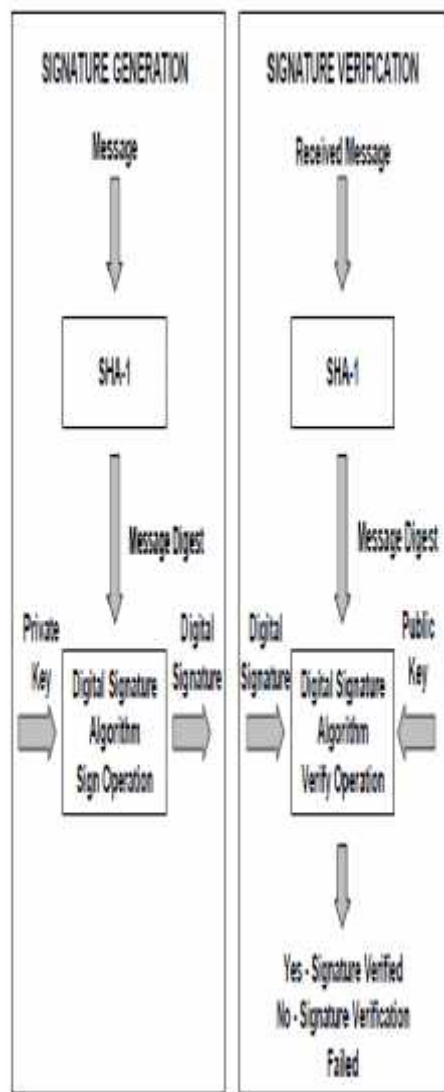 SIGNATURE GENERATION
Message
SHA-1
Message Digest
Private
Key
Digital
Signature
Digital Signature
Algorithm
Sign Operation
SIGNATURE VERIFICATION
Received Message
SHA-1
Message Digest
Digital
Signature
Public
Key
Digital Signature
Algorithm
Verify Operation
Yes - Signature Verified
No - Signature Verification
Failed